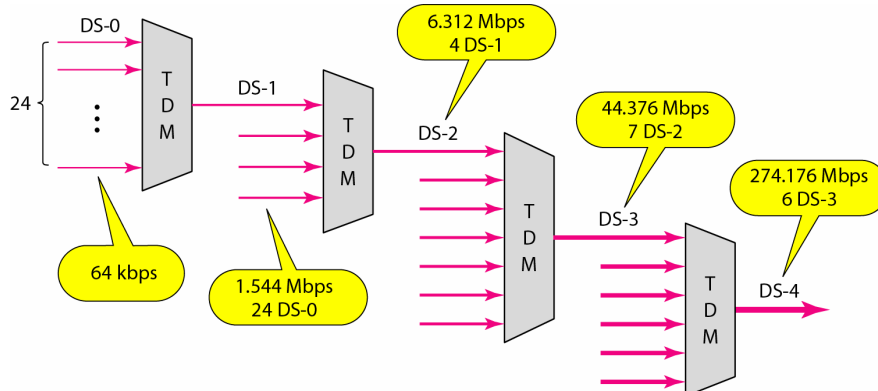 DS-0
24
T
D
M
64 kbps
DS-1
1.544 Mbps
24 DS-0
T
D
M
6.312 Mbps
4 DS-1
DS-2
T
D
M
44.376 Mbps
7 DS-2
DS-3
T
D
M
274.176 Mbps
6 DS-3
DS-4